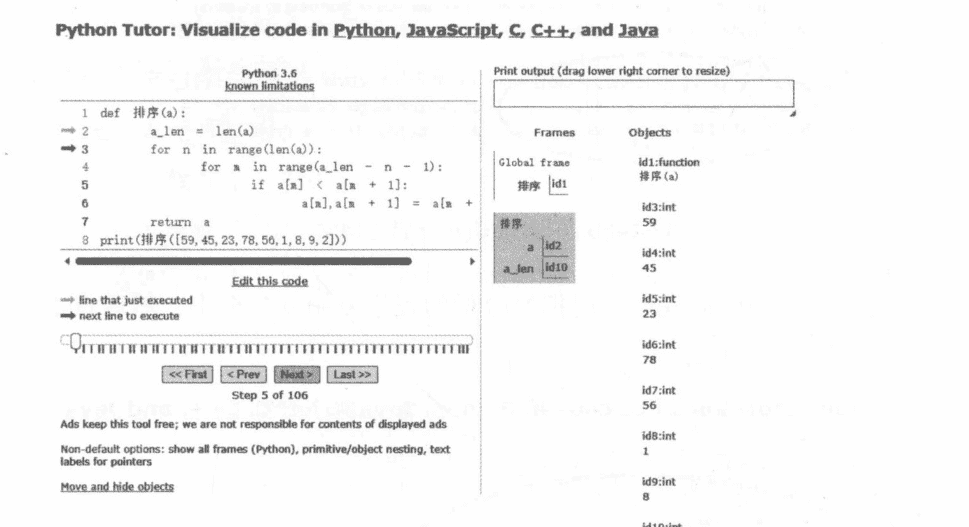 Python Tutor: Visualize code in Python, JavaScript, C, C++, and Java
Python 3.6
known limitations
1 def 排序(a):
2 a_len = len(a)
3 for n in range(len(a)):
4 for m in range(a_len - n - 1):
5 if a[m] < a[m + 1]:
6 a[m],a[m + 1] = a[m +
7 return a
8 print(排序([59,45,23,78,56,1,8,9,2]))
Edit this code
line that just executed
next line to execute
<< First
< Prev
Next >
Last >>
Step 5 of 106
Ads keep this tool free; we are not responsible for contents of displayed ads
Non-default options: show all frames (Python), primitive/object nesting, text
labels for pointers
Move and hide objects
Print output (drag lower right corner to resize)
Frames
Objects
Global frame
排序 id1
排序
a id2
a_len id10
id1:function
排序(a)
id3:int
59
id4:int
45
id5:int
23
id6:int
78
id7:int
56
id8:int
1
id9:int
8
id10:int